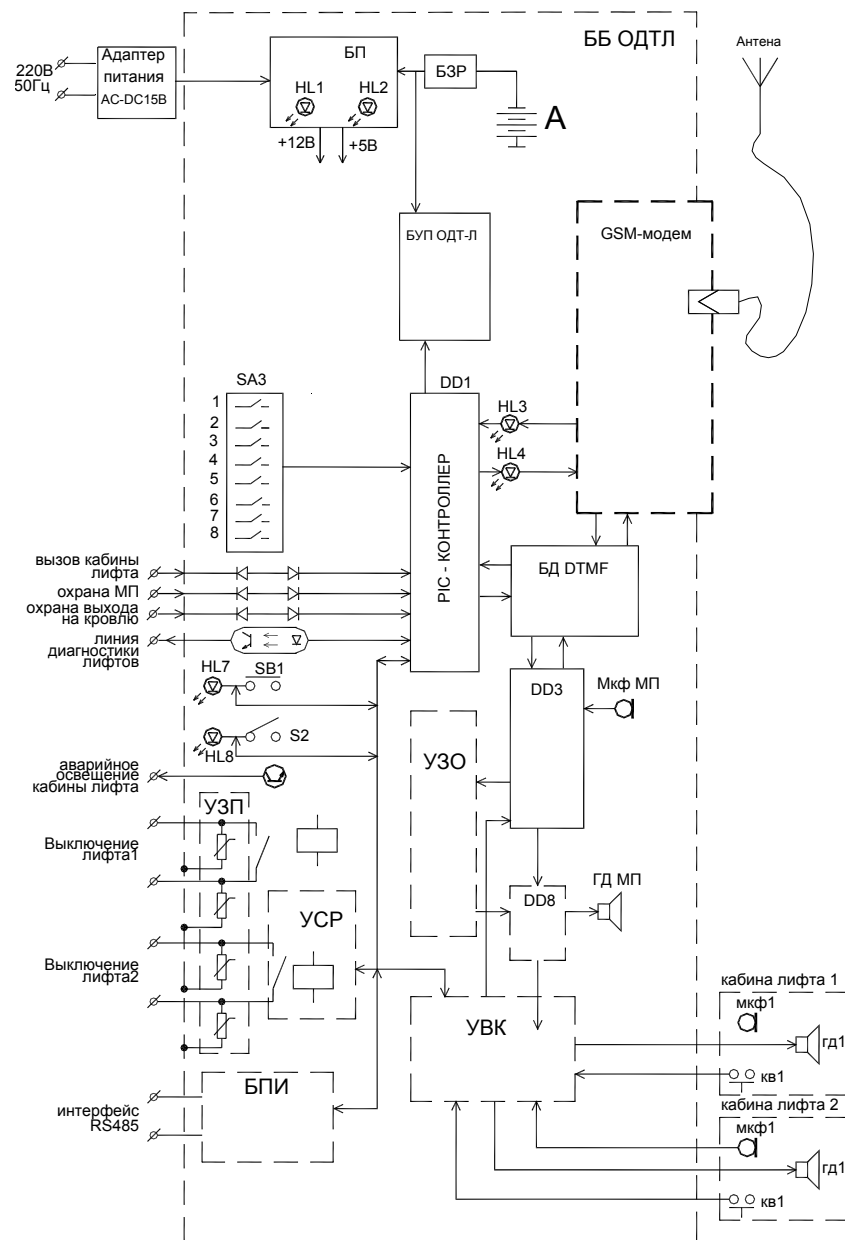 ББ ОДТЛ
Антена
220В
50Гц
Адаптер
питания
AC-DC15В
БП
HL1
HL2
+12В
+5В
БЗР
А
БУП ОДТ-Л
GSM-модем
SA3
1
2
3
4
5
6
7
8
DD1
PIC - КОНТРОЛЛЕР
HL3
HL4
вызов кабины
лифта
охрана МП
охрана выхода
на кровлю
линия
диагностики
лифтов
БД DTMF
HL7
SB1
HL8
S2
DD3
Мкф МП
УЗО
аварийное
освещение
кабины лифта
УЗП
Выключение
лифта1
УСР
DD8
ГД МП
Выключение
лифта2
УВК
кабина лифта 1
мкф1
гд1
кв1
БПИ
интерфейс
RS485
кабина лифта 2
мкф1
гд1
кв1